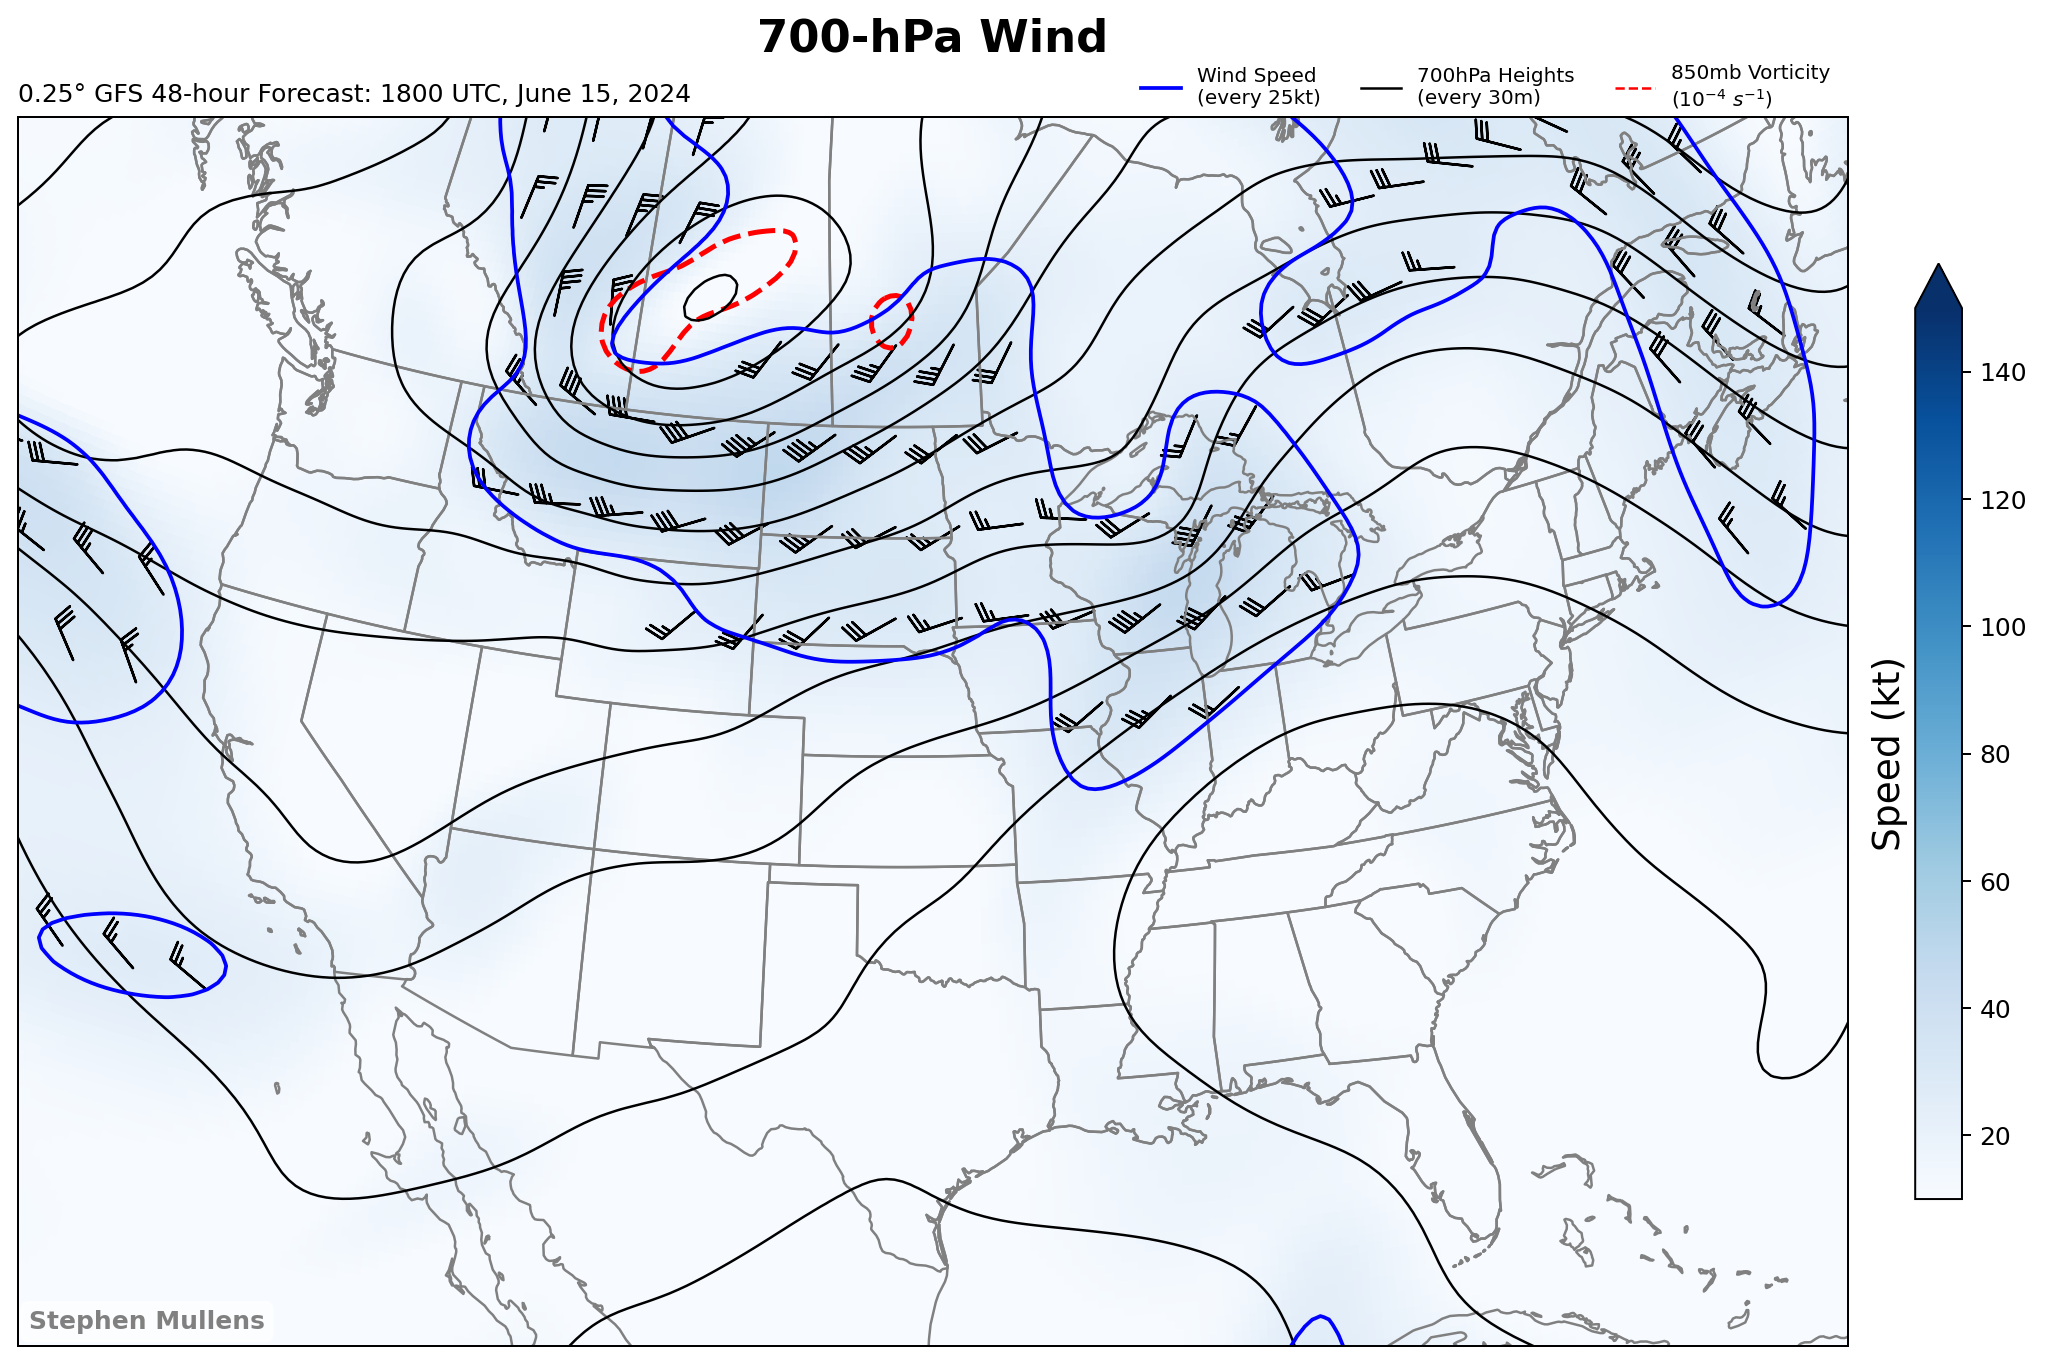 700-hPa Wind
0.25° GFS 48-hour Forecast: 1800 UTC, June 15, 2024
Wind Speed
(every 25kt)
700hPa Heights
(every 30m)
850mb Vorticity
(10⁻⁴ s⁻¹)
140
120
100
80
60
40
20
Speed (kt)
Stephen Mullens